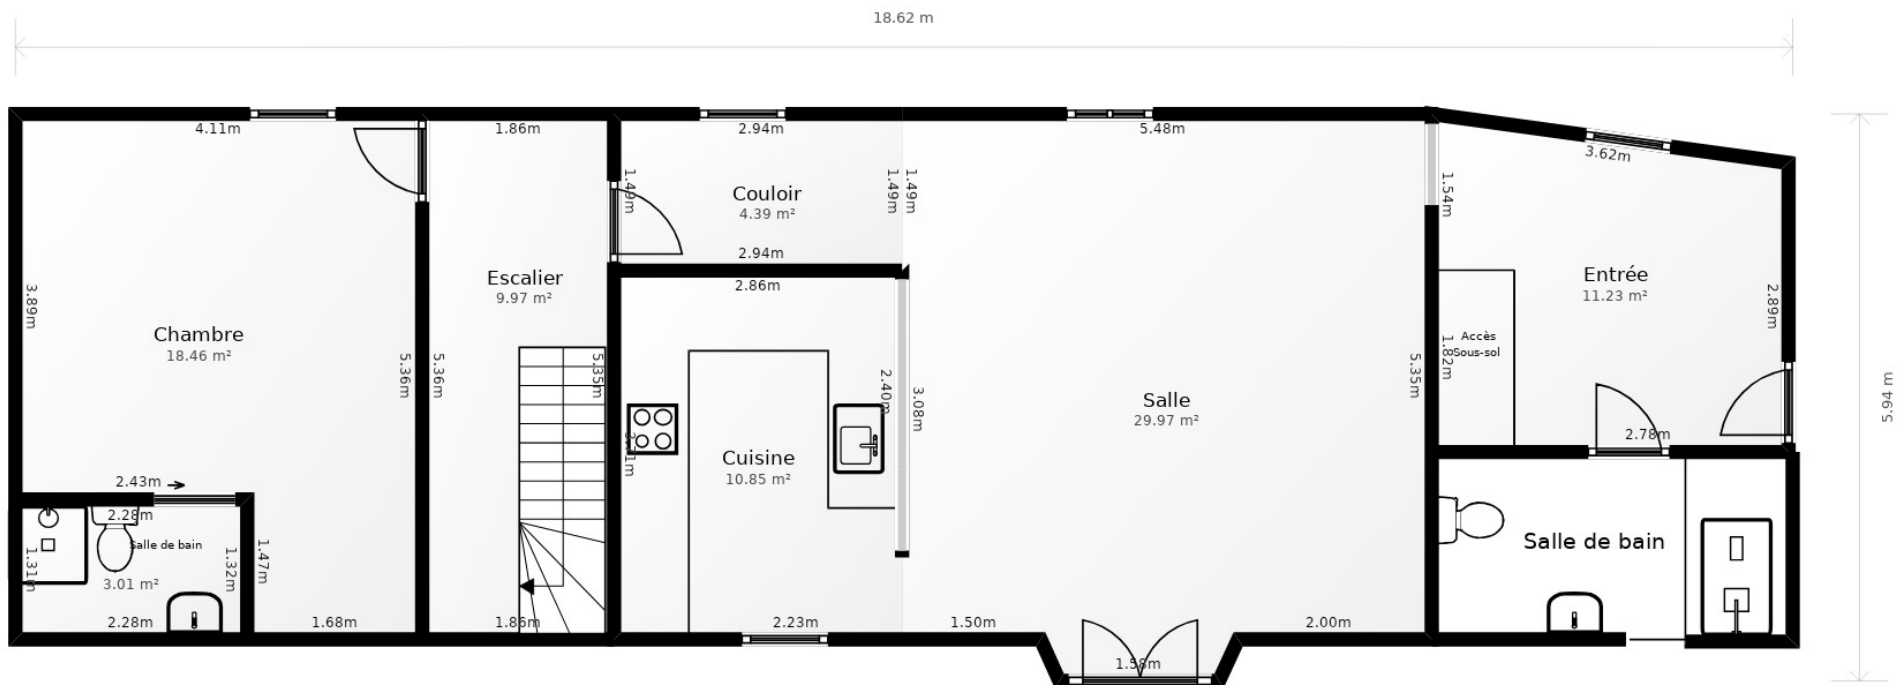 18.62 m
4.11m
1.86m
2.94m
5.48m
3.62m
1.49m
1.49m
1.49m
1.54m
Couloir
4.39 m²
2.94m
Escalier
9.97 m²
2.86m
Entrée
11.23 m²
3.89m
2.89m
Chambre
18.46 m²
Accès
Sous-sol
1.82m
5.36m
5.36m
5.35m
2.40m
3.08m
5.35m
5.94 m
Salle
29.97 m²
2.78m
Cuisine
10.85 m²
2.43m
2.28m
Salle de bain
3.01 m²
1.31m
1.32m
1.47m
Salle de bain
2.28m
1.68m
1.86m
2.23m
1.50m
2.00m
1.58m